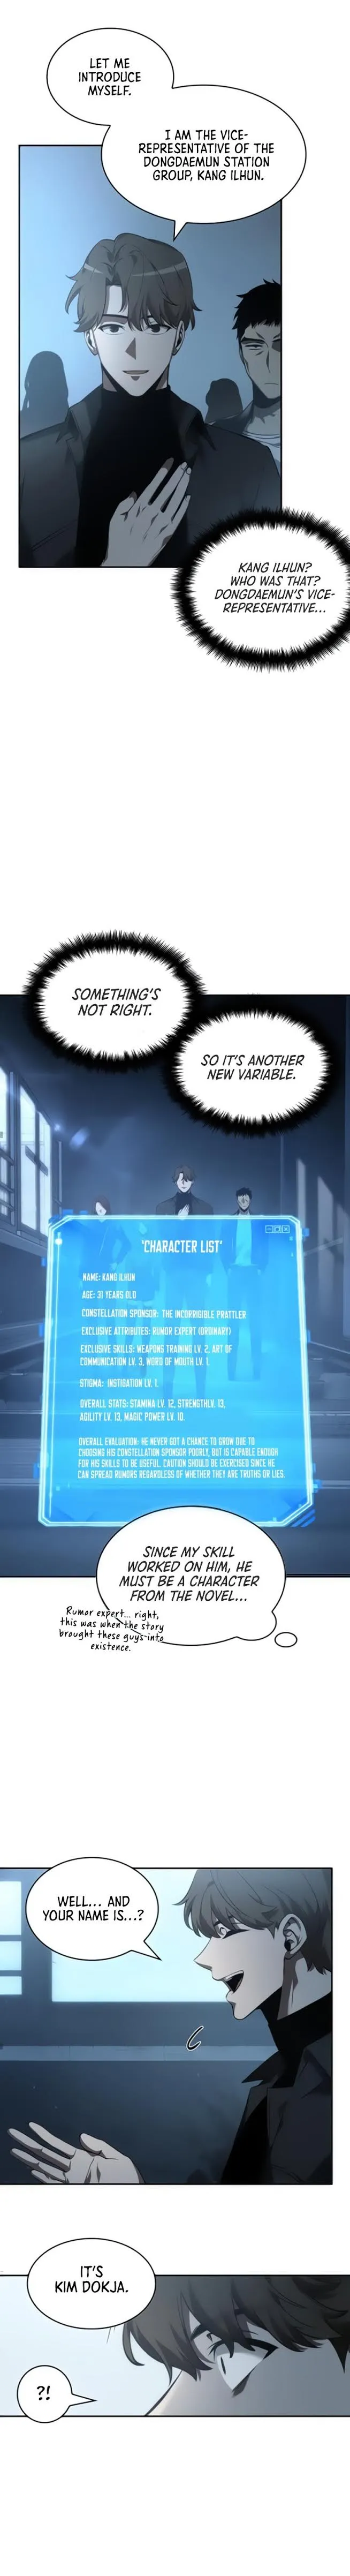 LET ME
INTRODUCE
MYSELF.
I AM THE VICE-
REPRESENTATIVE OF THE
DONGDAEMUN STATION
GROUP, KANG ILHUN.
KANG ILHUN?
WHO WAS THAT?
DONGDAEMUN'S VICE-
REPRESENTATIVE...
SOMETHING'S
NOT RIGHT.
SO IT'S ANOTHER
NEW VARIABLE.
'CHARACTER LIST'
NAME: KANG ILHUN
AGE: 31 YEARS OLD
CONSTELLATION SPONSOR: THE INCORRIGIBLE PRATTLER
EXCLUSIVE ATTRIBUTES: RUMOR EXPERT (ORDINARY)
EXCLUSIVE SKILLS: WEAPONS TRAINING LV. 2, ART OF
COMMUNICATION LV. 3, WORD OF MOUTH LV. 1.
STIGMA: INSTIGATION LV. 1.
OVERALL STATS: STAMINA LV. 12, STRENGTHLV. 13,
AGILITY LV. 13, MAGIC POWER LV. 10.
OVERALL EVALUATION: HE NEVER GOT A CHANCE TO GROW DUE TO
CHOOSING HIS CONSTELLATION SPONSOR POORLY, BUT IS CAPABLE ENOUGH
FOR HIS SKILLS TO BE USEFUL. CAUTION SHOULD BE EXERCISED SINCE HE
CAN SPREAD RUMORS REGARDLESS OF WHETHER THEY ARE TRUTHS OR LIES.
SINCE MY SKILL
WORKED ON HIM, HE
MUST BE A CHARACTER
FROM THE NOVEL...
Rumor expert... right,
this was when the story
brought these guys into
existence.
WELL... AND
YOUR NAME IS...?
IT'S
KIM DOKJA.
?!